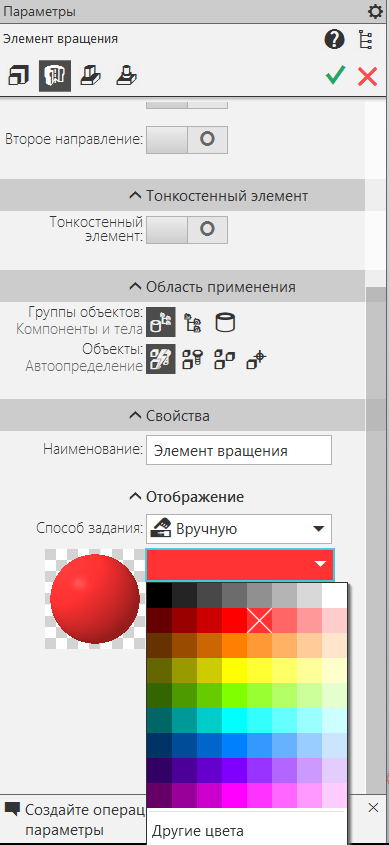 Параметры
Элемент вращения
Второе направление:
Тонкостенный элемент
Тонкостенный
элемент:
Область применения
Группы объектов:
Компоненты и тела
Объекты:
Автоопределение
Свойства
Наименование: Элемент вращения
Отображение
Способ задания: Вручную
Создайте операц
параметры
Другие цвета